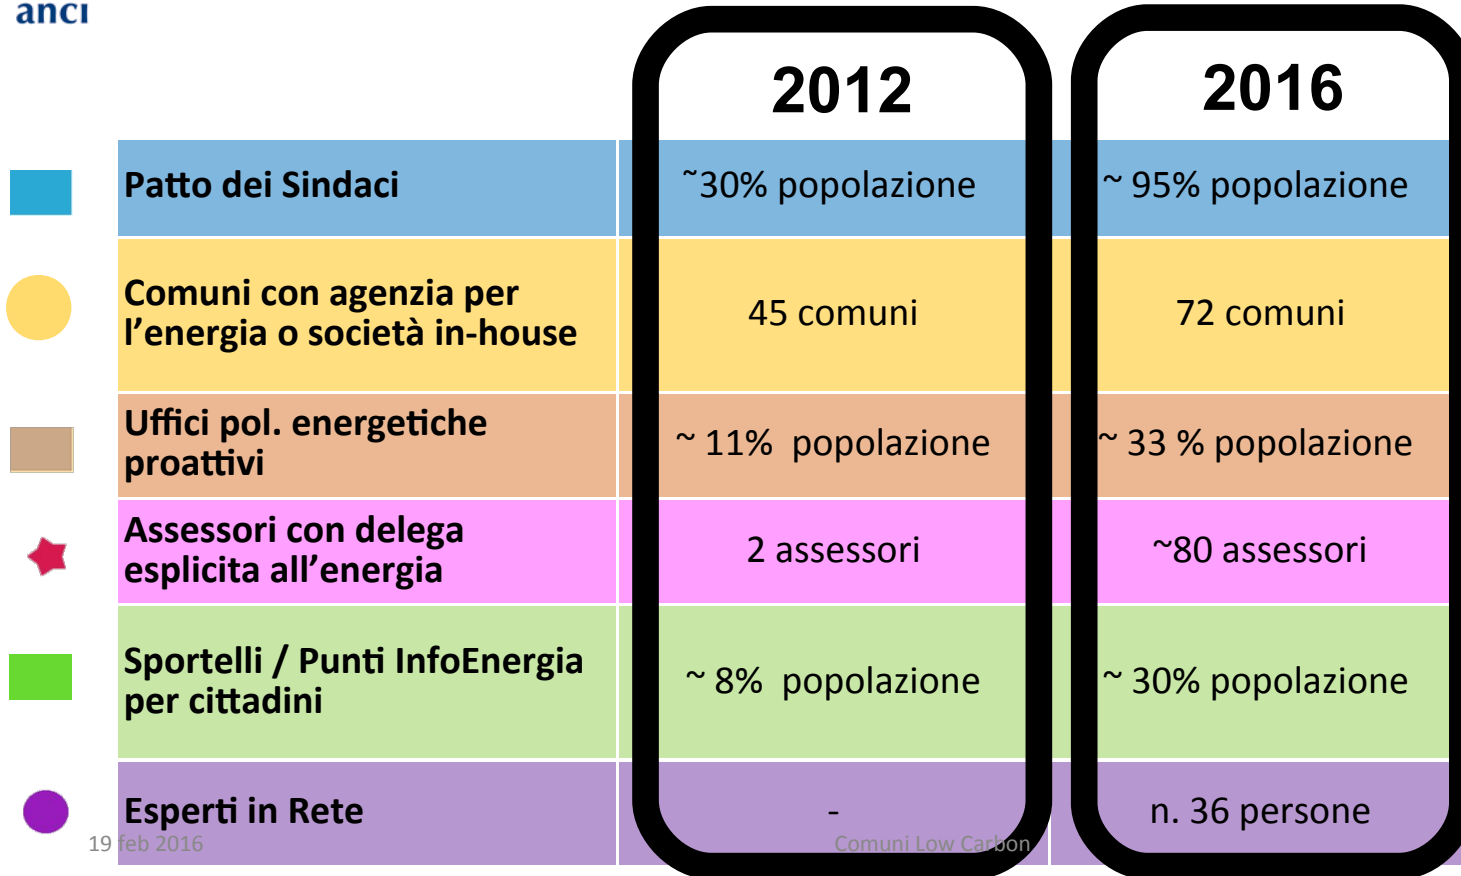 anci
2012 2016
Patto dei Sindaci ˜30% popolazione ~ 95% popolazione
Comuni con agenzia per
l’energia o società in-house 45 comuni 72 comuni
Uffici pol. energetiche
proattivi ~ 11% popolazione ~ 33 % popolazione
Assessori con delega
esplicita all’energia 2 assessori ~80 assessori
Sportelli / Punti InfoEnergia
per cittadini ~ 8% popolazione ~ 30% popolazione
Esperti in Rete - n. 36 persone
19 feb 2016 Comuni Low Carbon